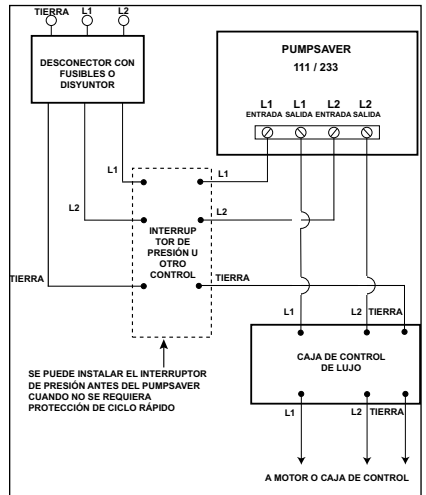 TIERRA L1 L2
DESCONECTOR CON
FUSIBLES O
DISYUNTOR
PUMPSAVER
111 / 233
L1 L1 L2 L2
ENTRADA SALIDA ENTRADA SALIDA
L1
L1
L2
L2
INTERRUP
TOR DE
PRESIÓN U
OTRO
CONTROL
TIERRA
TIERRA
L1
L2 TIERRA
SE PUEDE INSTALAR EL INTERRUPTOR
DE PRESIÓN ANTES DEL PUMPSAVER
CUANDO NO SE REQUIERA
PROTECCIÓN DE CICLO RÁPIDO
CAJA DE CONTROL
DE LUJO
L1
L2 TIERRA
A MOTOR O CAJA DE CONTROL